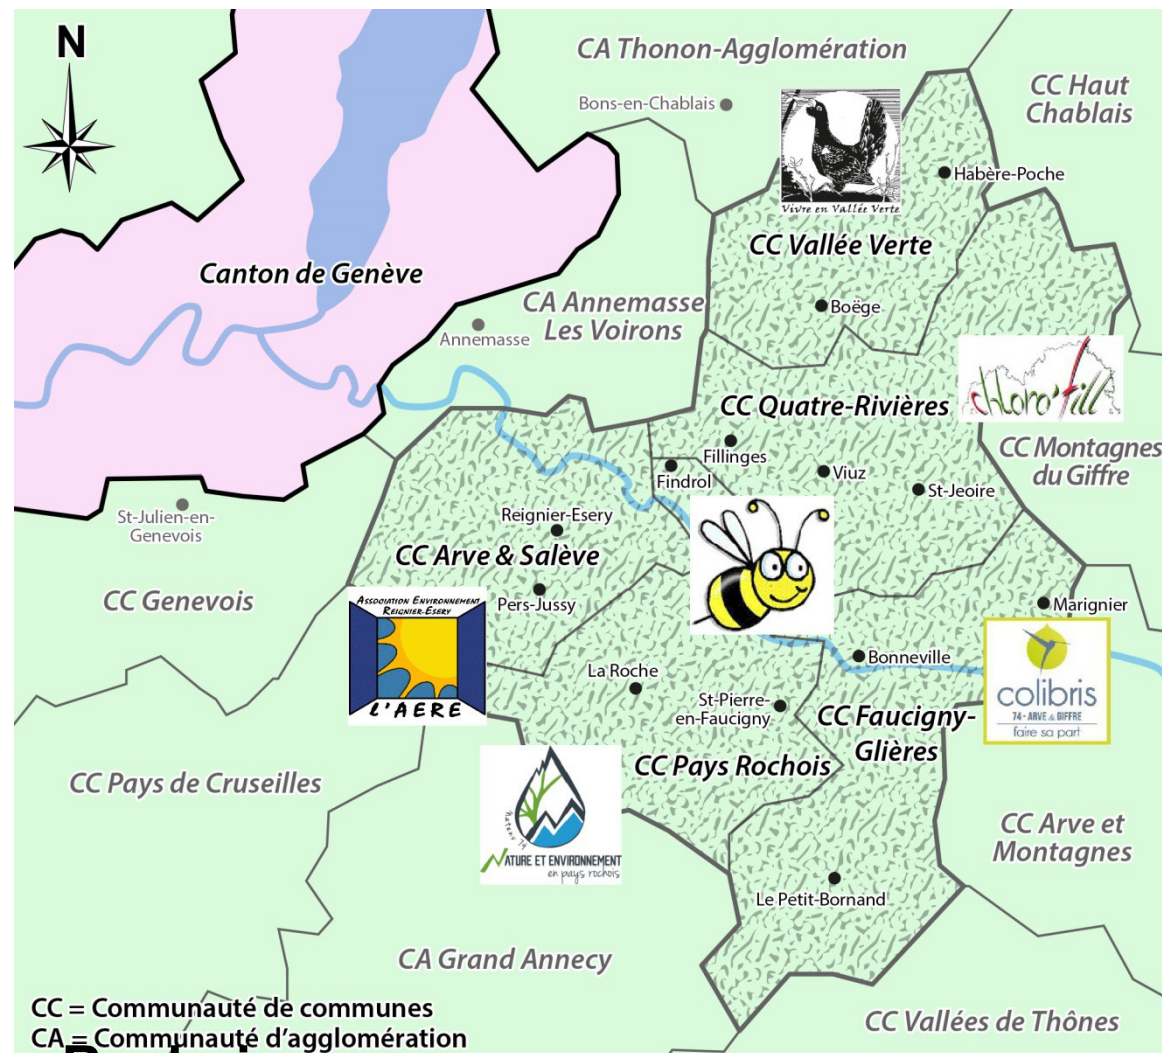 N
CA Thonon-Agglomération
CC Haut
Chablais
Bons-en-Chablais
Vivre en Vallée Verte
Habère-Poche
CC Vallée Verte
Canton de Genève
Boëge
CA Annemasse
Les Voirons
Annemasse
chloro'fill
CC Quatre-Rivières
Fillinges
Findrol
Viuz
St-Jeoire
CC Montagnes
du Giffre
St-Julien-en-
Genevois
Reignier-Esery
CC Arve & Salève
Pers-Jussy
CC Genevois
ASSOCIATION ENVIRONNEMENT
REIGNIER-ESERY
L'AERE
Marignier
Bonneville
colibris
74 - ARVE & GIFFRE
faire sa part
La Roche
St-Pierre-
en-Faucigny
CC Faucigny-
Glières
CC Pays Rochois
CC Pays de Cruseilles
Natenv 74
NATURE ET ENVIRONNEMENT
en pays rochois
CC Arve et
Montagnes
Le Petit-Bornand
CA Grand Annecy
CC Vallées de Thônes
CC = Communauté de communes
CA = Communauté d'agglomération